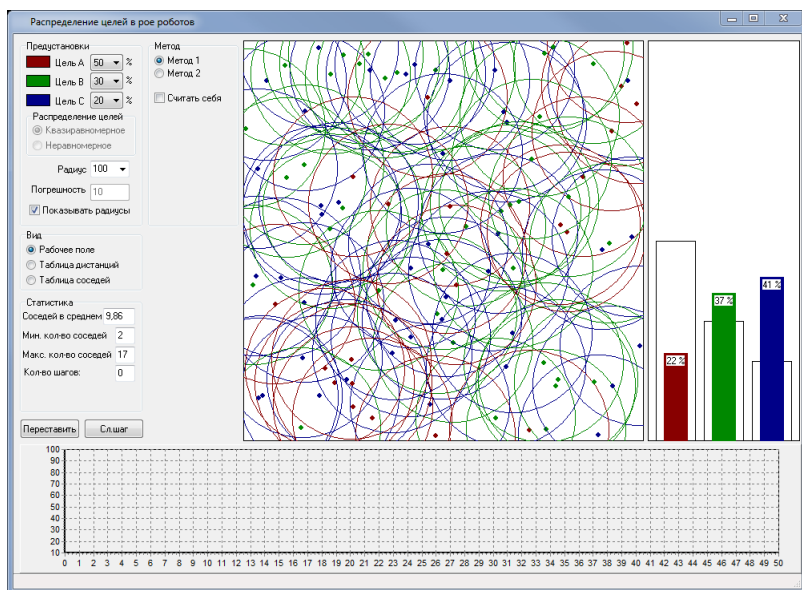 Распределение целей в рое роботов
Предустановки
Цель A 50 %
Цель B 30 %
Цель C 20 %
Распределение целей
Квазиравномерное
Неравномерное
Радиус 100
Погрешность 10
Показывать радиусы
Метод
Метод 1
Метод 2
Считать себя
Вид
Рабочее поле
Таблица дистанций
Таблица соседей
Статистика
Соседей в среднем 9,86
Мин. кол-во соседей 2
Макс. кол-во соседей 17
Кол-во шагов: 0
Переставить Сл.шаг
22 %
37 %
41 %
100
90
80
70
60
50
40
30
20
10
0 1 2 3 4 5 6 7 8 9 10 11 12 13 14 15 16 17 18 19 20 21 22 23 24 25 26 27 28 29 30 31 32 33 34 35 36 37 38 39 40 41 42 43 44 45 46 47 48 49 50